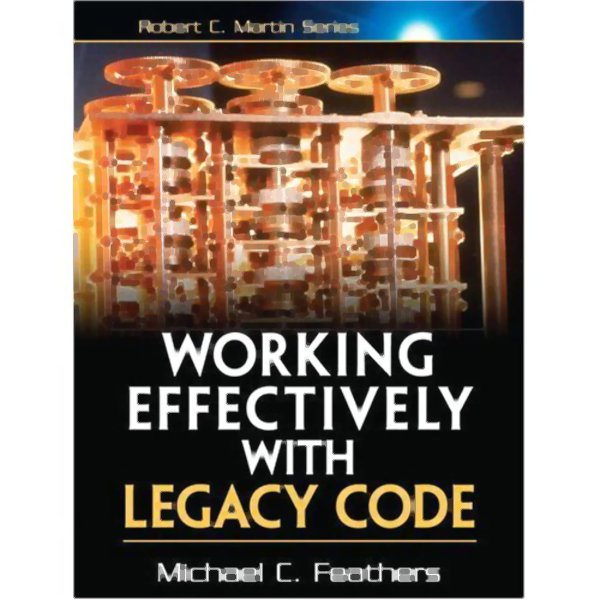 Robert C. Martin Series
WORKING
EFFECTIVELY
WITH
LEGACY CODE
Michael C. Feathers